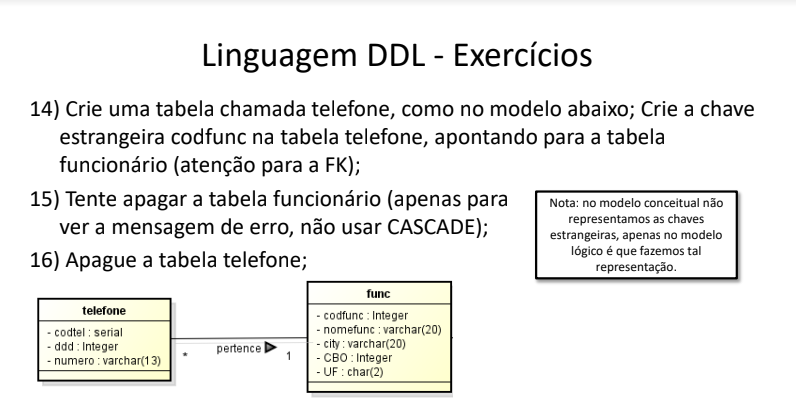 Linguagem DDL - Exercícios
14) Crie uma tabela chamada telefone, como no modelo abaixo; Crie a chave
estrangeira codfunc na tabela telefone, apontando para a tabela
funcionário (atenção para a FK);
15) Tente apagar a tabela funcionário (apenas para
ver a mensagem de erro, não usar CASCADE);
16) Apague a tabela telefone;
Nota: no modelo conceitual não
representamos as chaves
estrangeiras, apenas no modelo
lógico é que fazemos tal
representação.
telefone
- codtel : serial
- ddd : Integer
- numero : varchar(13)
*
pertence
1
func
- codfunc : Integer
- nomefunc : varchar(20)
- city : varchar(20)
- CBO : Integer
- UF : char(2)